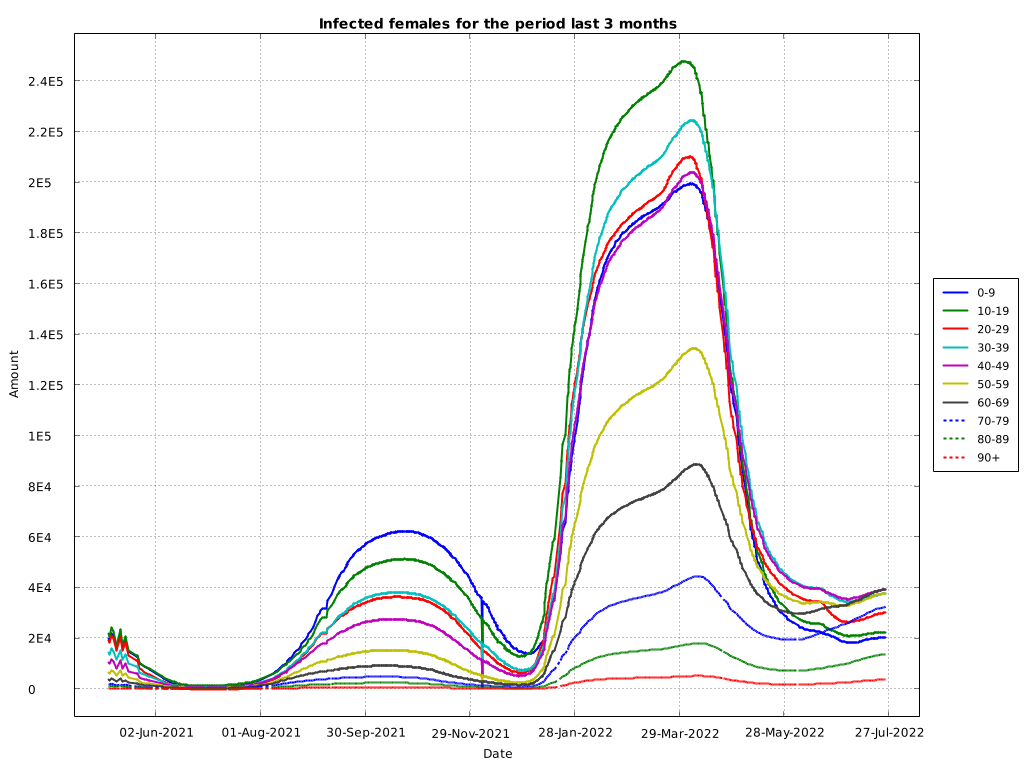 Infected females for the period last 3 months
2.4E5
2.2E5
2E5
1.8E5
1.6E5
1.4E5
1.2E5
1E5
8E4
6E4
4E4
2E4
0
Amount
02-Jun-2021 01-Aug-2021 30-Sep-2021 29-Nov-2021 28-Jan-2022 29-Mar-2022 28-May-2022 27-Jul-2022
Date
0-9
10-19
20-29
30-39
40-49
50-59
60-69
70-79
80-89
90+